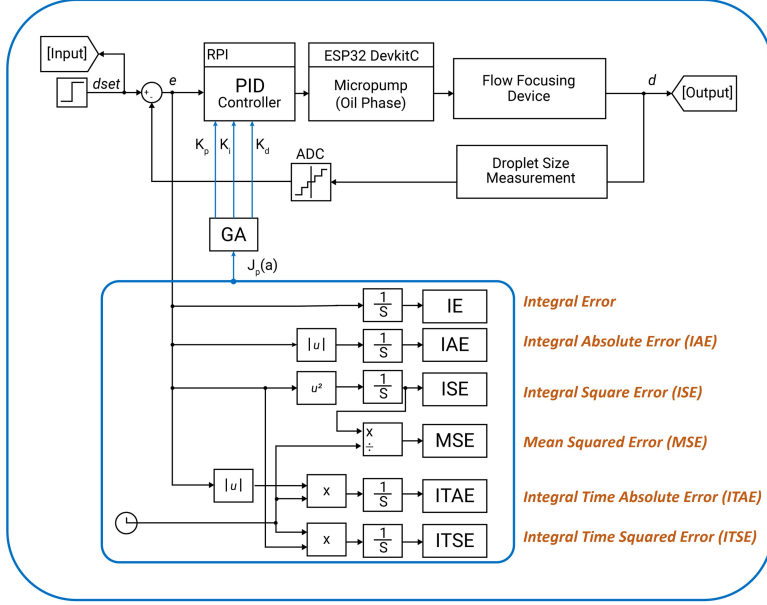 [Input]
dset
+
-
e
RPI
PID
Controller
ESP32 DevkitC
Micropump
(Oil Phase)
Flow Focusing
Device
d
[Output]
Kp
Ki
Kd
ADC
Droplet Size
Measurement
GA
Jp(a)
1
S
IE
Integral Error
|u|
1
S
IAE
Integral Absolute Error (IAE)
u²
1
S
ISE
Integral Square Error (ISE)
x
÷
MSE
Mean Squared Error (MSE)
|u|
x
1
S
ITAE
Integral Time Absolute Error (ITAE)
x
1
S
ITSE
Integral Time Squared Error (ITSE)